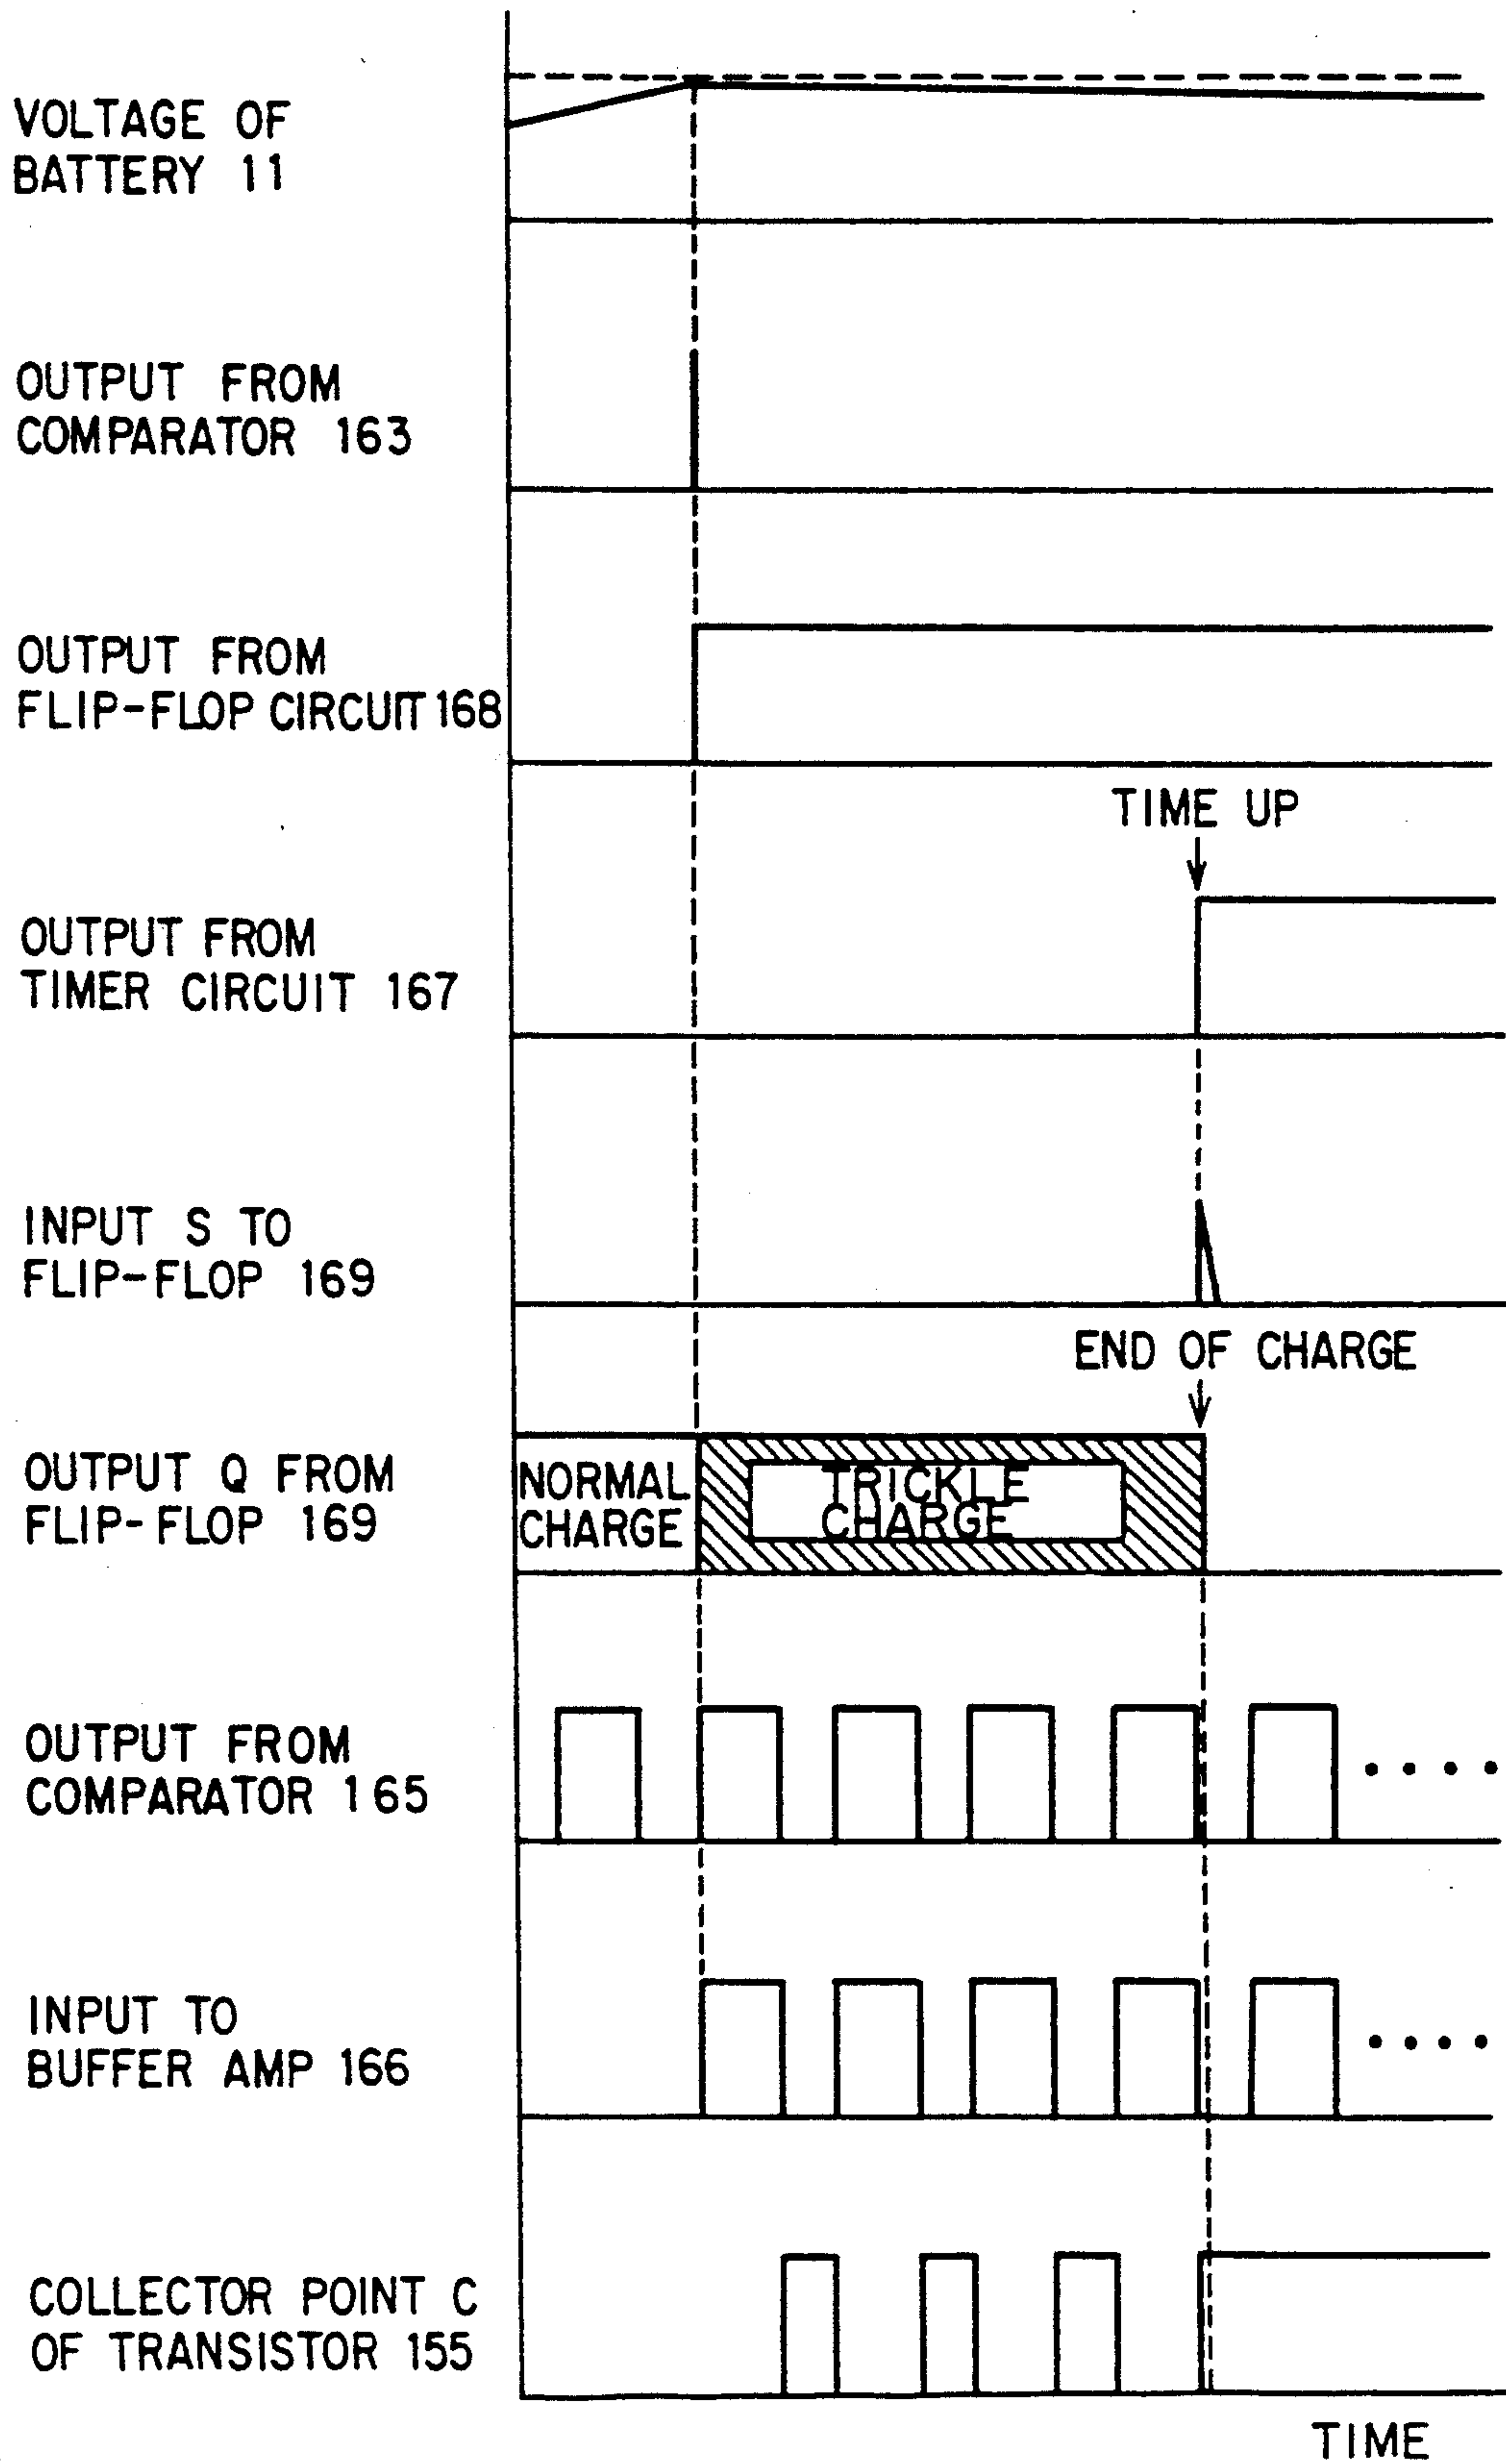 VOLTAGE OF
BATTERY 11
OUTPUT FROM
COMPARATOR 163
OUTPUT FROM
FLIP-FLOP CIRCUIT 168
TIME UP
OUTPUT FROM
TIMER CIRCUIT 167
INPUT S TO
FLIP-FLOP 169
END OF CHARGE
OUTPUT Q FROM
FLIP-FLOP 169
NORMAL
CHARGE
TRICKLE
CHARGE
OUTPUT FROM
COMPARATOR 165
INPUT TO
BUFFER AMP 166
COLLECTOR POINT C
OF TRANSISTOR 155
TIME